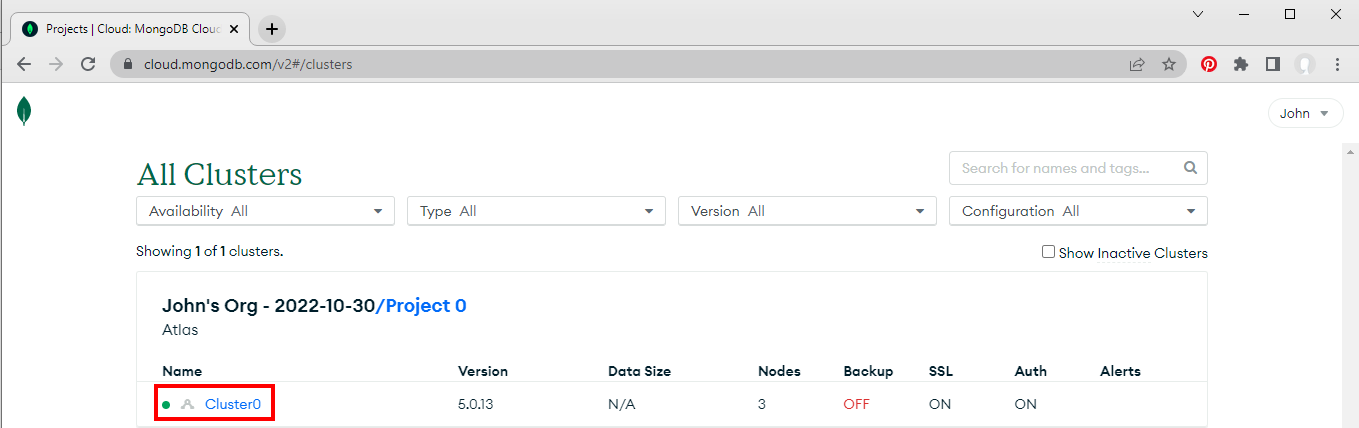 Projects | Cloud: MongoDB Cloud
cloud.mongodb.com/v2#/clusters
John
All Clusters
Search for names and tags...
Availability All Type All Version All Configuration All
Showing 1 of 1 clusters.
Show Inactive Clusters
John's Org - 2022-10-30/Project 0
Atlas
Name Version Data Size Nodes Backup SSL Auth Alerts
Cluster0 5.0.13 N/A 3 OFF ON ON